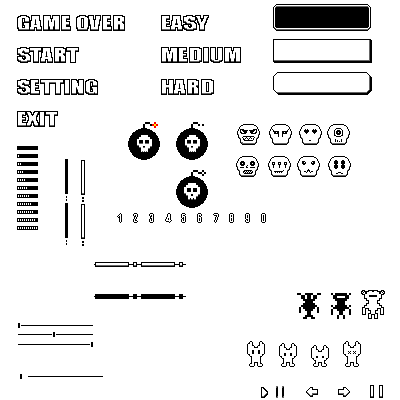 GAME OVER EASY
START MEDIUM
SETTING HARD
EXIT
1 2 3 4 5 6 7 8 9 0